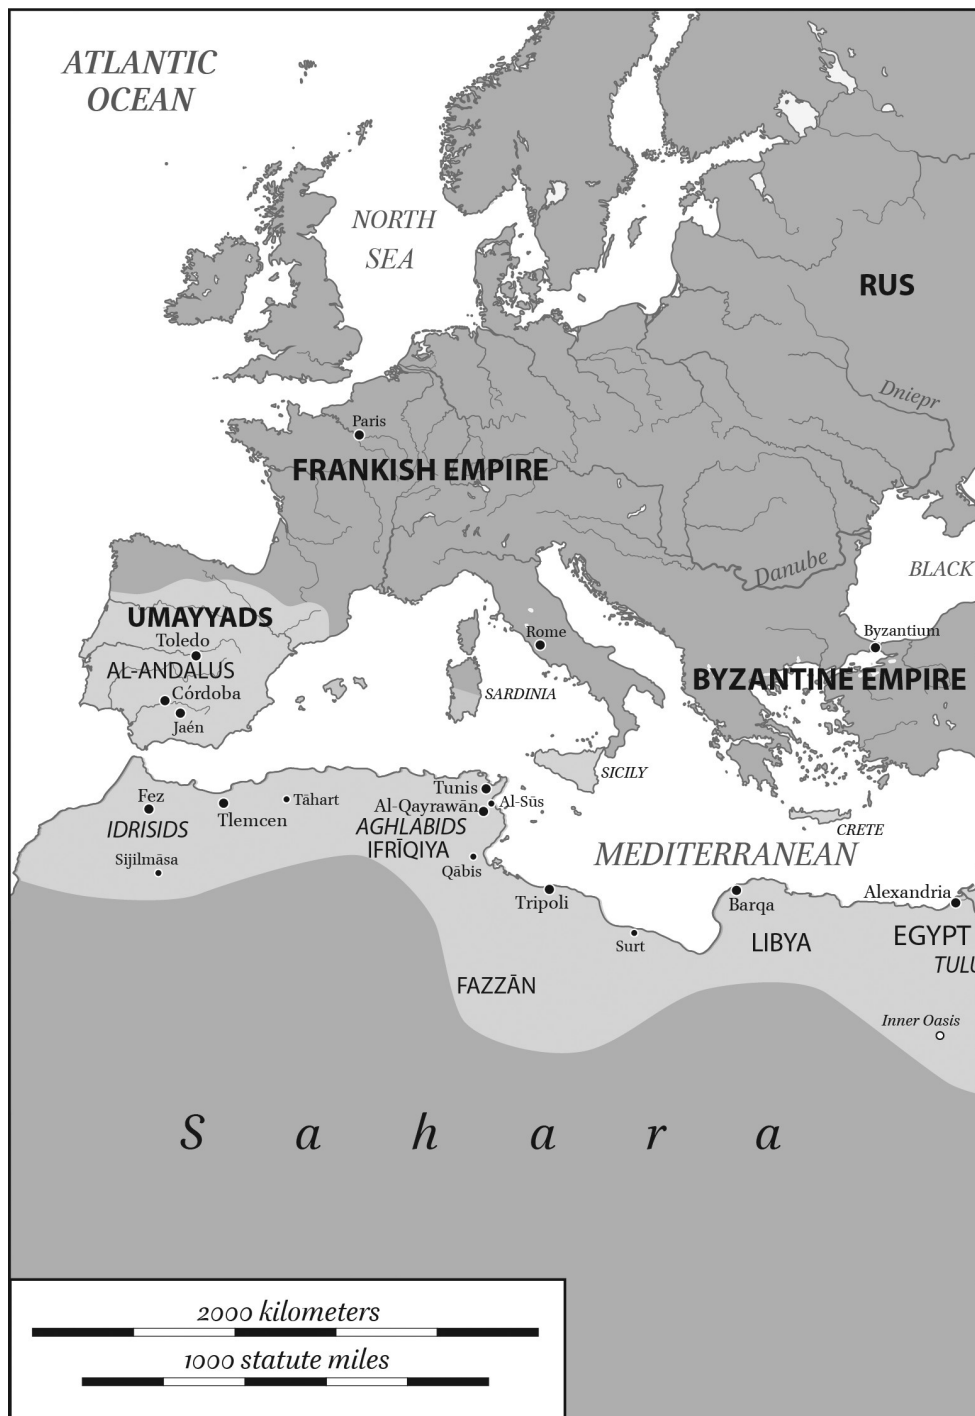 ATLANTIC
OCEAN
NORTH
SEA
RUS
Dniepr
Paris
FRANKISH EMPIRE
Danube
BLACK
UMAYYADS
Toledo
AL-ANDALUS
Córdoba
Jaén
Rome
Byzantium
SARDINIA
BYZANTINE EMPIRE
SICILY
Fez
IDRISIDS
Tlemcen
Tāhart
Tunis
Al-Qayrawān
Al-Sūs
AGHLABIDS
IFRĪQIYA
CRETE
MEDITERRANEAN
Sijilmāsa
Qābis
Tripoli
Barqa
Alexandria
Surt
LIBYA
EGYPT
TULU
FAZZĀN
Inner Oasis
Sahara
2000 kilometers
1000 statute miles